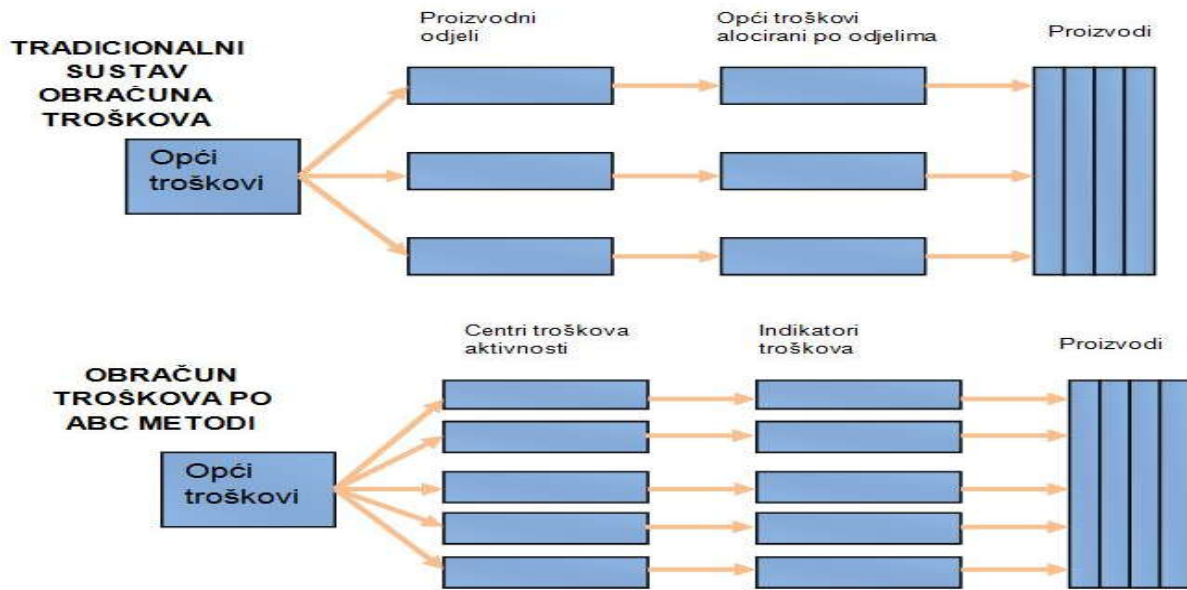 TRADICIONALNI
SUSTAV
OBRAČUNA
TROŠKOVA
Proizvodni
odjeli
Opći troškovi
alocirani po odjelima
Proizvodi
Opći
troškovi
OBRAČUN
TROŠKOVA PO
ABC METODI
Centri troškova
aktivnosti
Indikatori
troškova
Proizvodi
Opći
troškovi